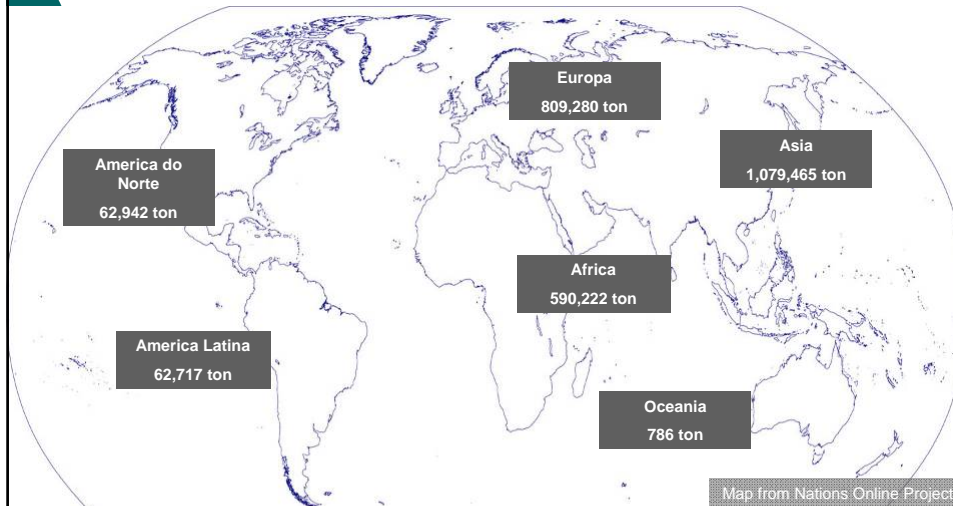 Europa
809,280 ton
Asia
1,079,465 ton
America do
Norte
62,942 ton
Africa
590,222 ton
America Latina
62,717 ton
Oceania
786 ton
Map from Nations Online Project